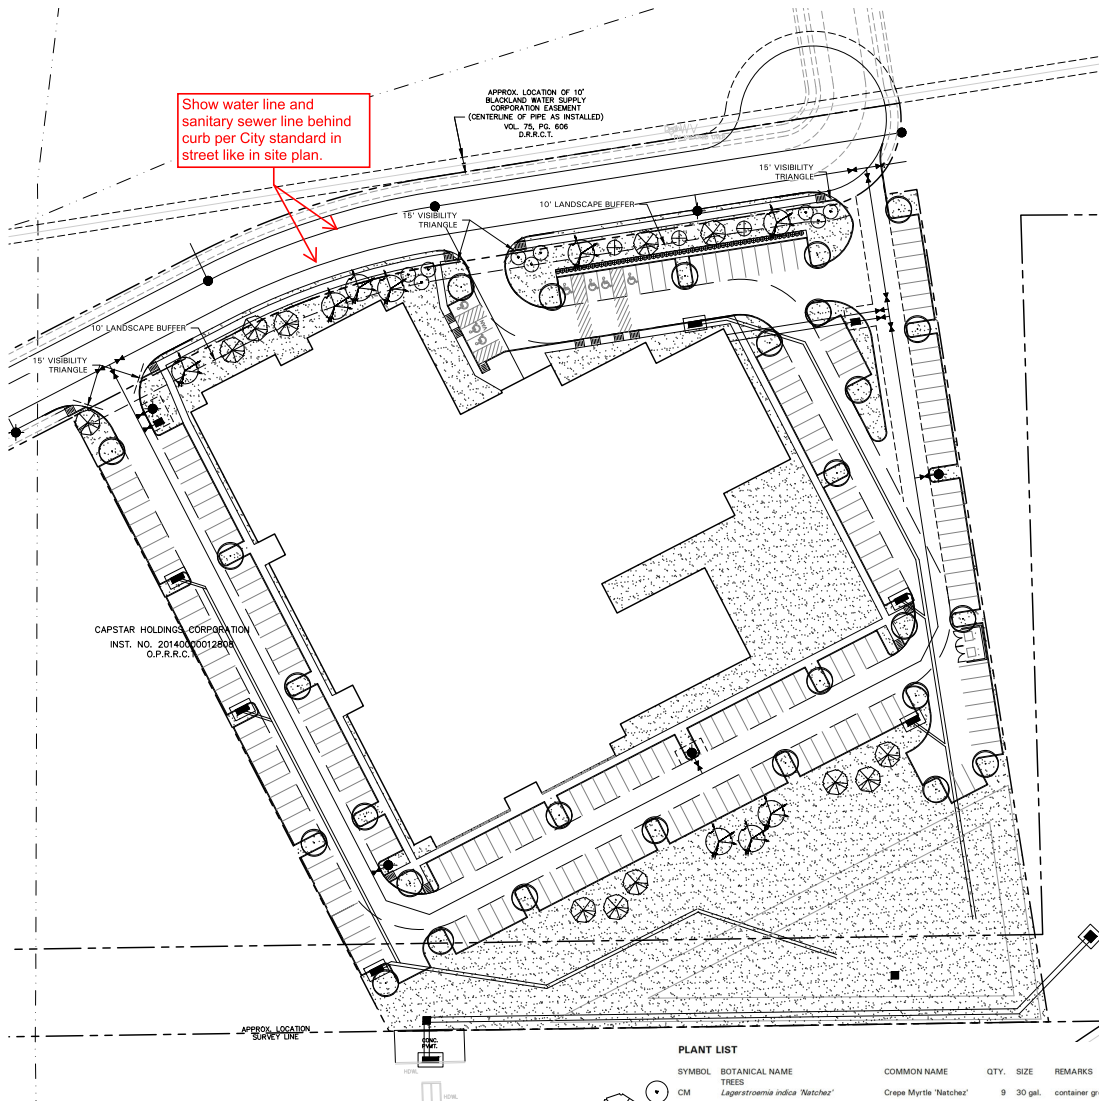 APPROX. LOCATION OF 10'
BLACKLAND WATER SUPPLY
CORPORATION EASEMENT
(CENTERLINE OF PIPE AS INSTALLED)
VOL. 75, PG. 606
D.R.R.C.T.
Show water line and
sanitary sewer line behind
curb per City standard in
street like in site plan.
15' VISIBILITY
TRIANGLE
10' LANDSCAPE BUFFER
15' VISIBILITY
TRIANGLE
10' LANDSCAPE BUFFER
15' VISIBILITY
TRIANGLE
CAPSTAR HOLDINGS CORPORATION
INST. NO. 20140000012808
O.P.R.R.C.T.
APPROX. LOCATION
SURVEY LINE
CONC.
PVMT.
HDWL
HDWL
PLANT LIST
SYMBOL BOTANICAL NAME COMMON NAME QTY. SIZE REMARKS
TREES
CM Lagerstroemia indica 'Natchez' Crepe Myrtle 'Natchez' 9 30 gal. container gr